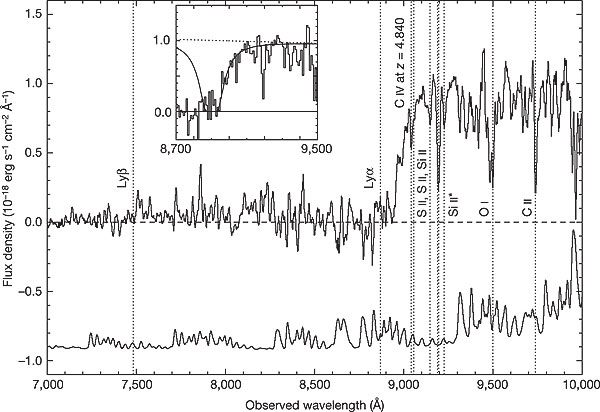 1.5
1.0
0.5
0.0
−0.5
−1.0
Flux density (10⁻¹⁸ erg s⁻¹ cm⁻² Å⁻¹)
1.0
0.0
8,700
9,500
Lyβ
Lyα
C IV at z = 4.840
S II, S II, Si II
Si II*
O I
C II
7,000
7,500
8,000
8,500
9,000
9,500
10,000
Observed wavelength (Å)